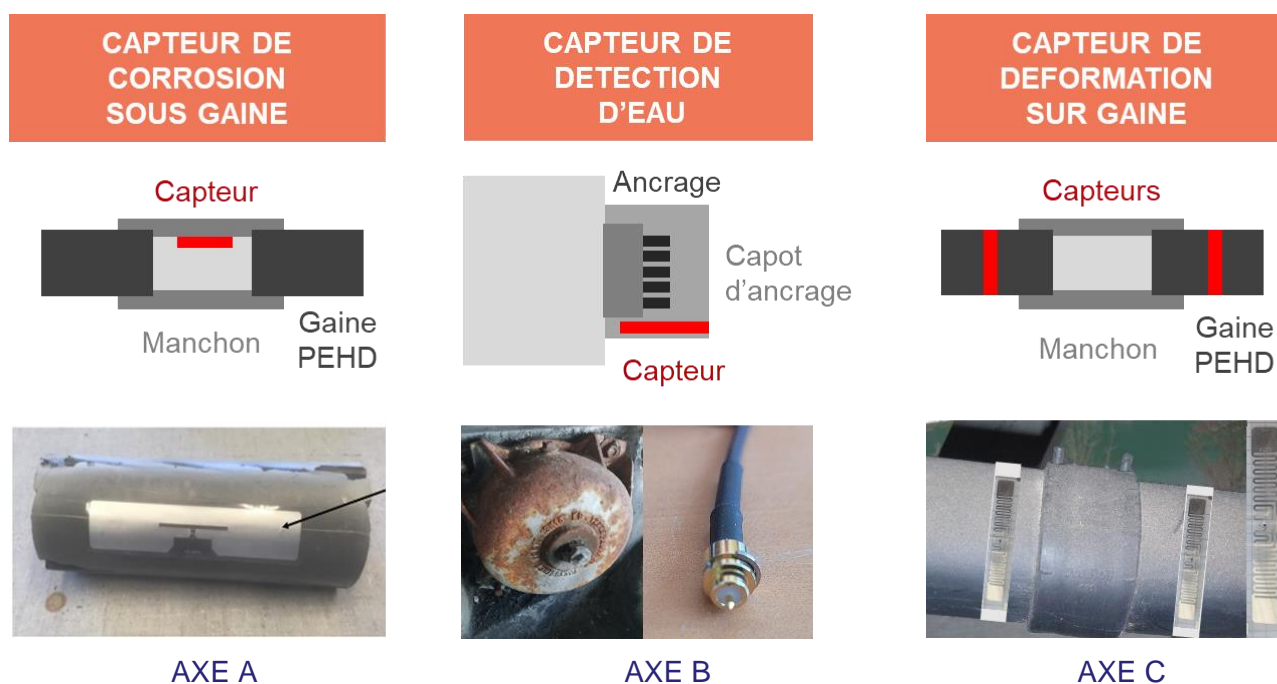 CAPTEUR DE
CORROSION
SOUS GAINE
Capteur
Manchon
Gaine
PEHD
AXE A
CAPTEUR DE
DETECTION
D'EAU
Ancrage
Capot
d'ancrage
Capteur
AXE B
CAPTEUR DE
DEFORMATION
SUR GAINE
Capteurs
Manchon
Gaine
PEHD
AXE C